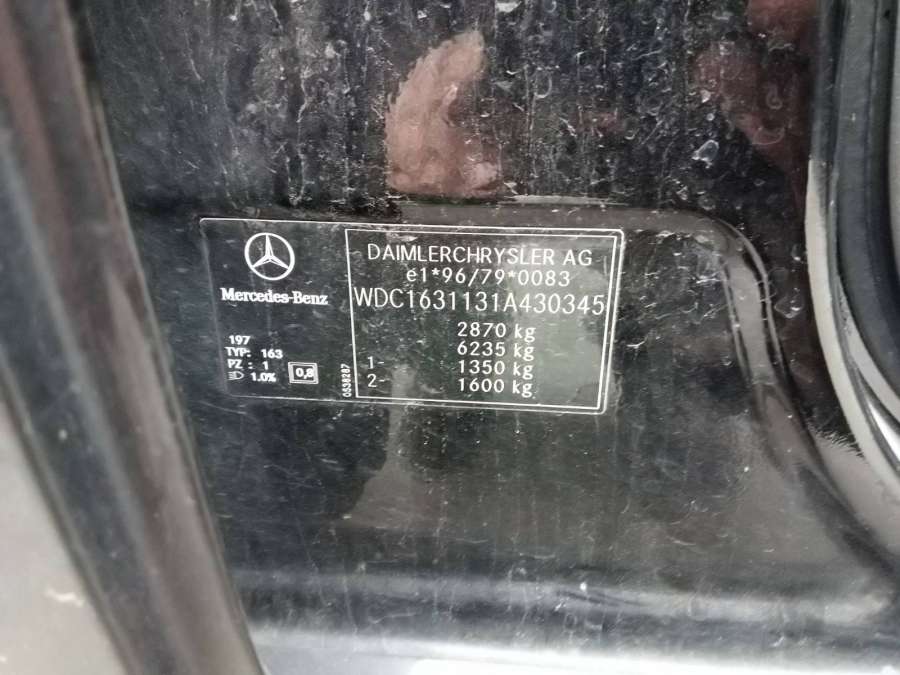 Mercedes-Benz
197
TYP: 163
PZ : 1
1.0%
0,8
0538287
DAIMLERCHRYSLER AG
e1*96/79*0083
WDC1631131A430345
2870 kg
6235 kg
1- 1350 kg
2- 1600 kg